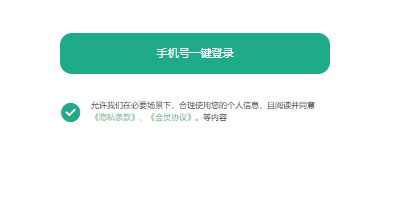 手机号一键登录
允许我们在必要场景下，合理使用您的个人信息，且阅读并同意
《隐私条款》、《会员协议》。等内容